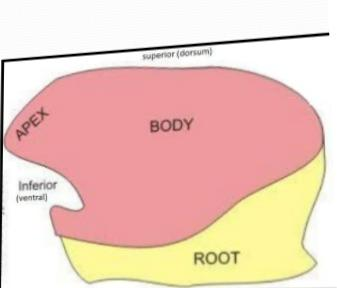 superior (dorsum)
APEX
BODY
Inferior
(ventral)
ROOT